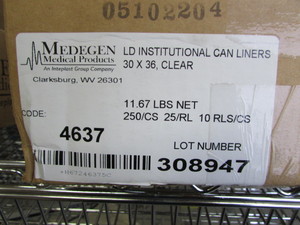 05102204
MEDEGEN
Medical Products
An Inteplast Group Company
Clarksburg, WV 26301
LD INSTITUTIONAL CAN LINERS
30 X 36, CLEAR
11.67 LBS NET
250/CS 25/RL 10 RLS/CS
CODE:
4637
LOT NUMBER
308947